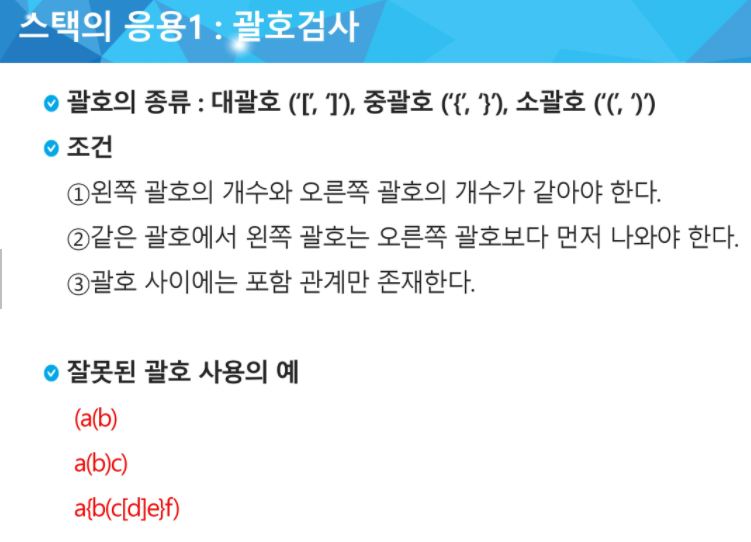 스택의 응용1 : 괄호검사
괄호의 종류 : 대괄호 (‘[’, ‘]’), 중괄호 (‘{’, ‘}’), 소괄호 (‘(’, ‘)’)
조건
①왼쪽 괄호의 개수와 오른쪽 괄호의 개수가 같아야 한다.
②같은 괄호에서 왼쪽 괄호는 오른쪽 괄호보다 먼저 나와야 한다.
③괄호 사이에는 포함 관계만 존재한다.
잘못된 괄호 사용의 예
(a(b)
a(b)c)
a{b(c[d]e}f)